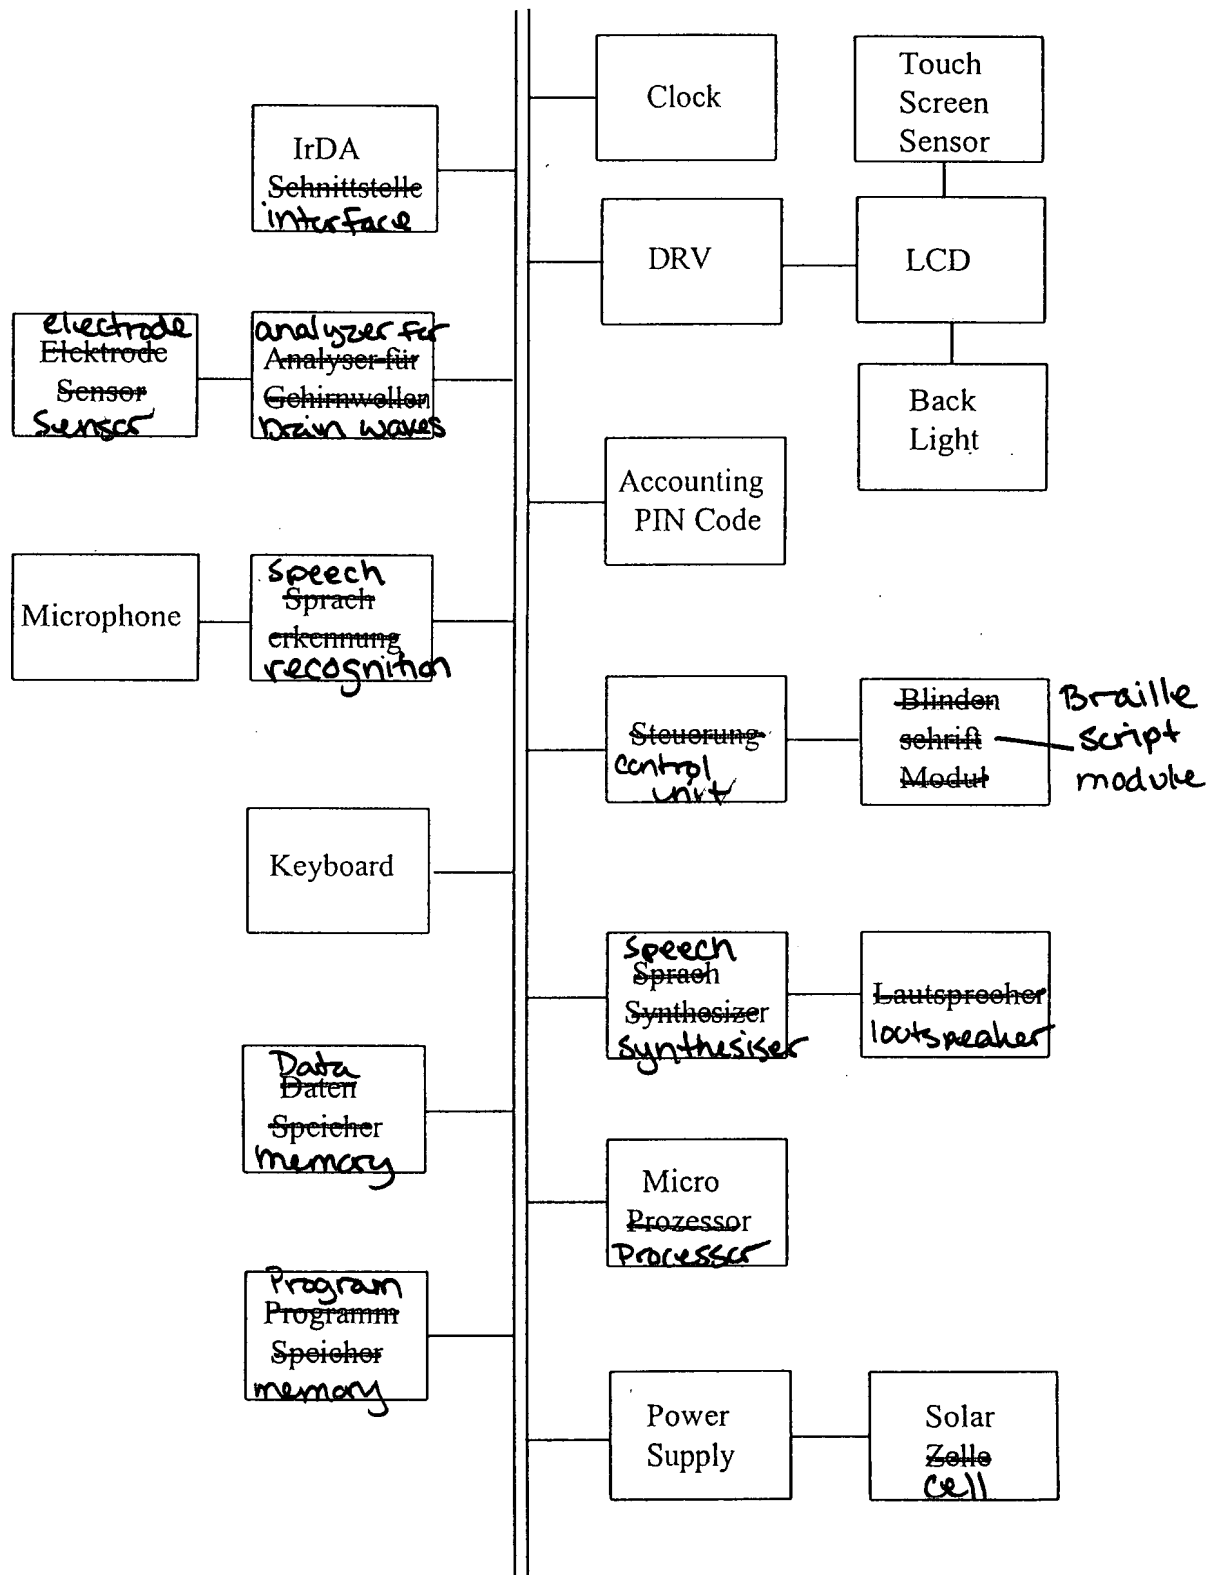 Clock
Touch
Screen
Sensor
IrDA
Schnittstelle
interface
DRV
LCD
electrode
Elektrode
Sensor
sensor
analyzer for
Analyser für
Gehirnwellen
brain waves
Back
Light
Accounting
PIN Code
Microphone
speech
Sprach
erkennung
recognition
Steuerung
control
unit
Blinden
schrift
Modul
Braille
script
module
Keyboard
speech
Sprach
Synthesizer
synthesiser
Lautsprecher
loutspeaker
Data
Daten
Speicher
memory
Micro
Prozessor
Processor
Program
Programm
Speicher
memory
Power
Supply
Solar
Zelle
cell